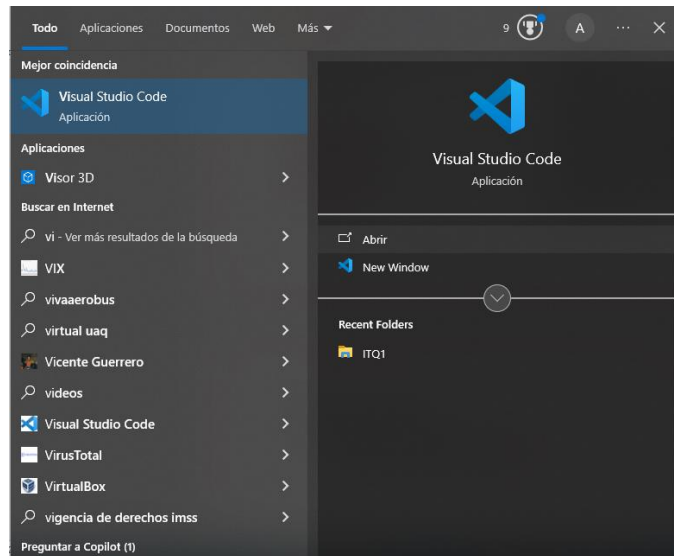 Todo Aplicaciones Documentos Web Más 9 A ...
Mejor coincidencia
Visual Studio Code
Aplicación
Aplicaciones
Visor 3D
Buscar en Internet
vi - Ver más resultados de la búsqueda
VIX
vivaaerobus
virtual uaq
Vicente Guerrero
videos
Visual Studio Code
VirusTotal
VirtualBox
vigencia de derechos imss
Preguntar a Copilot (1)
Visual Studio Code
Aplicación
Abrir
New Window
Recent Folders
ITQ1